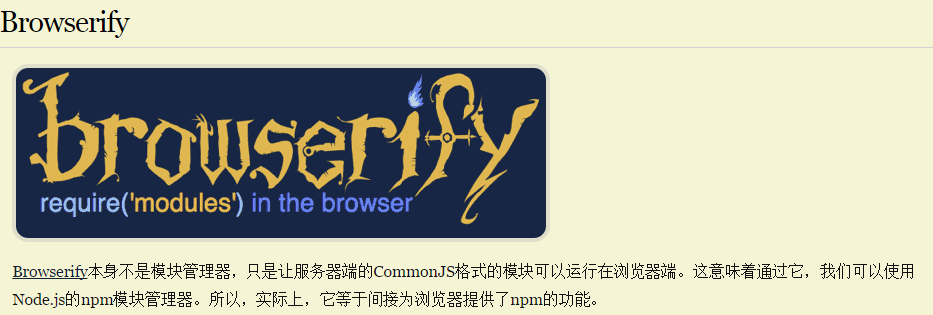 Browserify
browserify
require('modules') in the browser
Browserify本身不是模块管理器，只是让服务器端的CommonJS格式的模块可以运行在浏览器端。这意味着通过它，我们可以使用
Node.js的npm模块管理器。所以，实际上，它等于间接为浏览器提供了npm的功能。